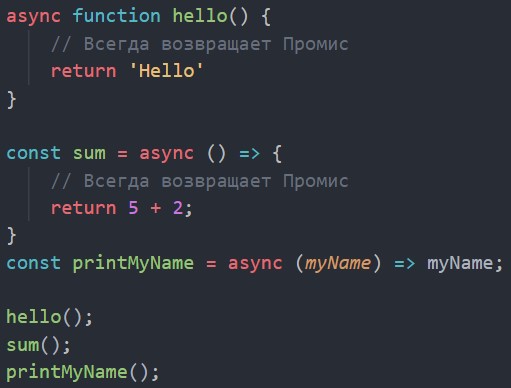 async function hello() {
// Всегда возвращает Промис
return 'Hello'
}
const sum = async () => {
// Всегда возвращает Промис
return 5 + 2;
}
const printMyName = async (myName) => myName;
hello();
sum();
printMyName();